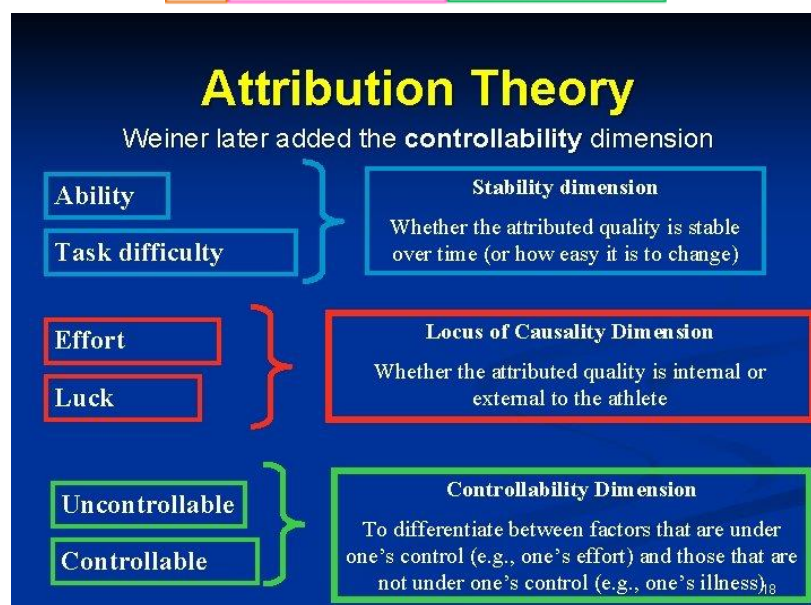 Attribution Theory
Weiner later added the controllability dimension
Ability
Task difficulty
Stability dimension
Whether the attributed quality is stable
over time (or how easy it is to change)
Effort
Luck
Locus of Causality Dimension
Whether the attributed quality is internal or
external to the athlete
Uncontrollable
Controllable
Controllability Dimension
To differentiate between factors that are under
one's control (e.g., one's effort) and those that are
not under one's control (e.g., one's illness)
18